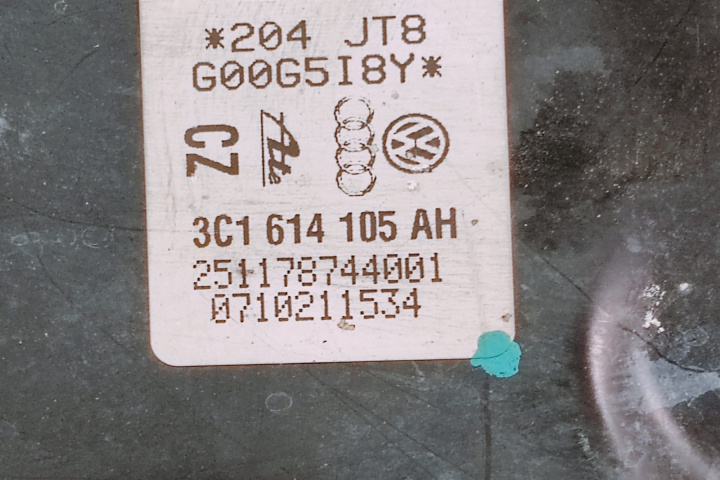 *204 JT8
G00G5I8Y*
CZ
Ate
3C1 614 105 AH
251178744001
0710211534